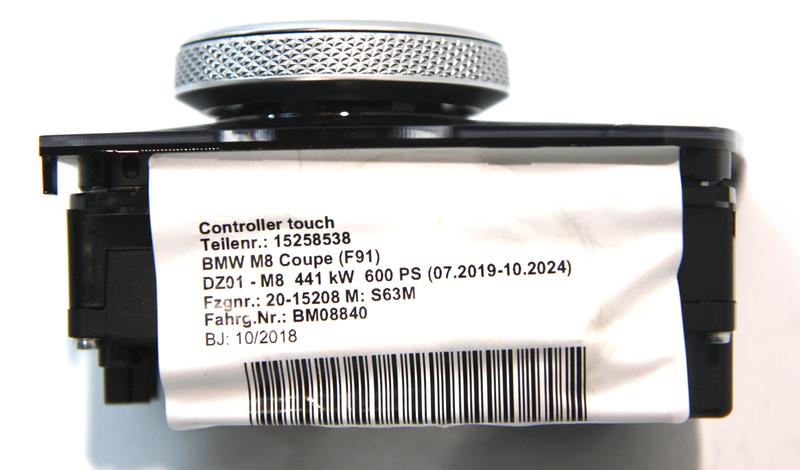 Controller touch
Teilenr.: 15258538
BMW M8 Coupe (F91)
DZ01 - M8 441 kW 600 PS (07.2019-10.2024)
Fzgnr.: 20-15208 M: S63M
Fahrg.Nr.: BM08840
BJ: 10/2018